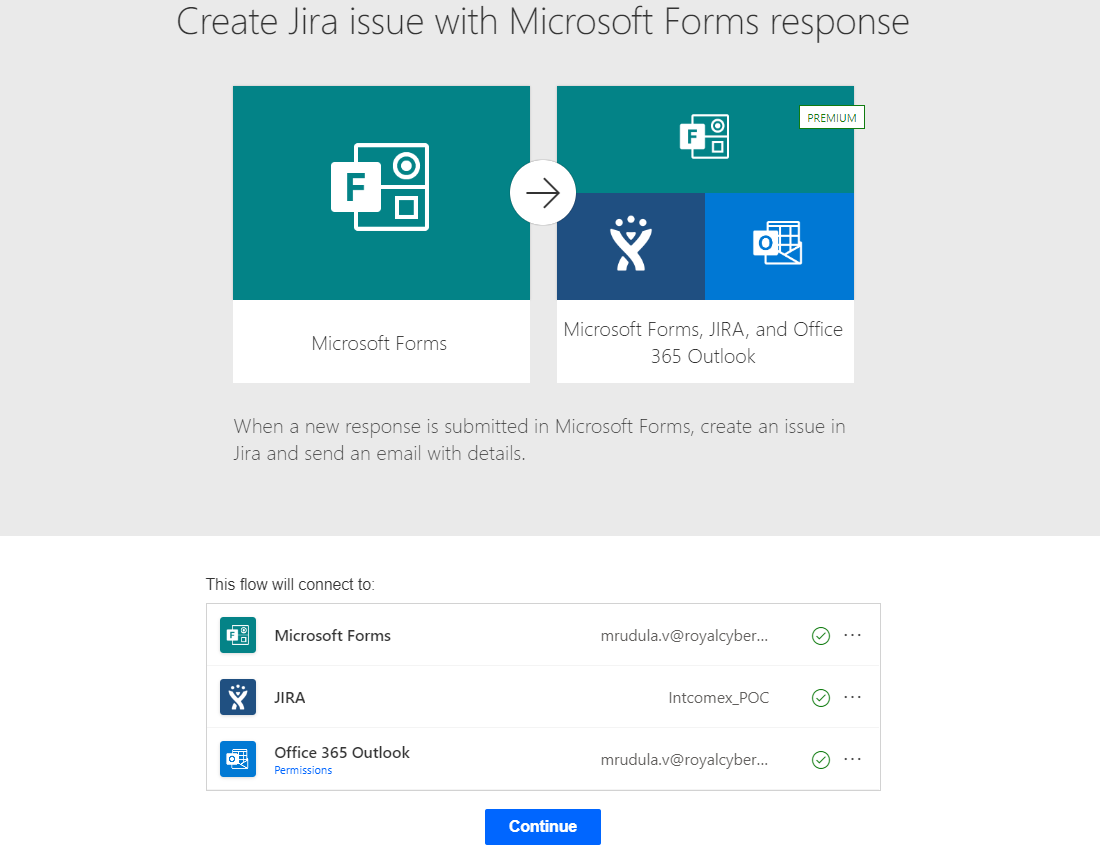 Create Jira issue with Microsoft Forms response
PREMIUM
F
F
O
Microsoft Forms
Microsoft Forms, JIRA, and Office
365 Outlook
When a new response is submitted in Microsoft Forms, create an issue in
Jira and send an email with details.
This flow will connect to:
F
Microsoft Forms mrudula.v@royalcyber... ...
JIRA Intcomex_POC ...
O
Office 365 Outlook mrudula.v@royalcyber... ...
Permissions
Continue